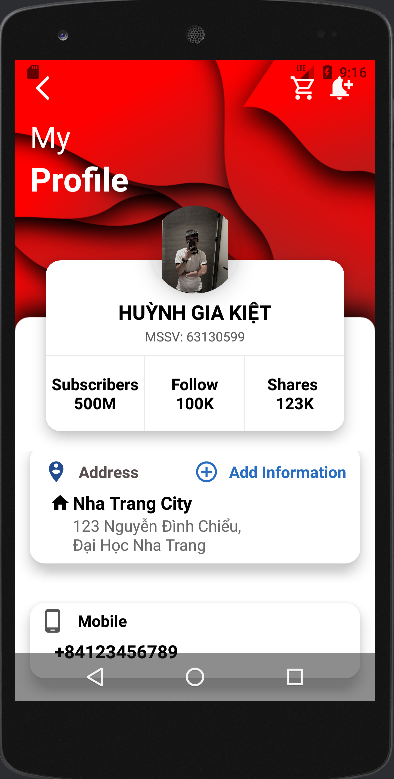 LTE 9:16
My
Profile
HUỲNH GIA KIỆT
MSSV: 63130599
Subscribers Follow Shares
500M 100K 123K
Address Add Information
Nha Trang City
123 Nguyễn Đình Chiểu,
Đại Học Nha Trang
Mobile
+84123456789